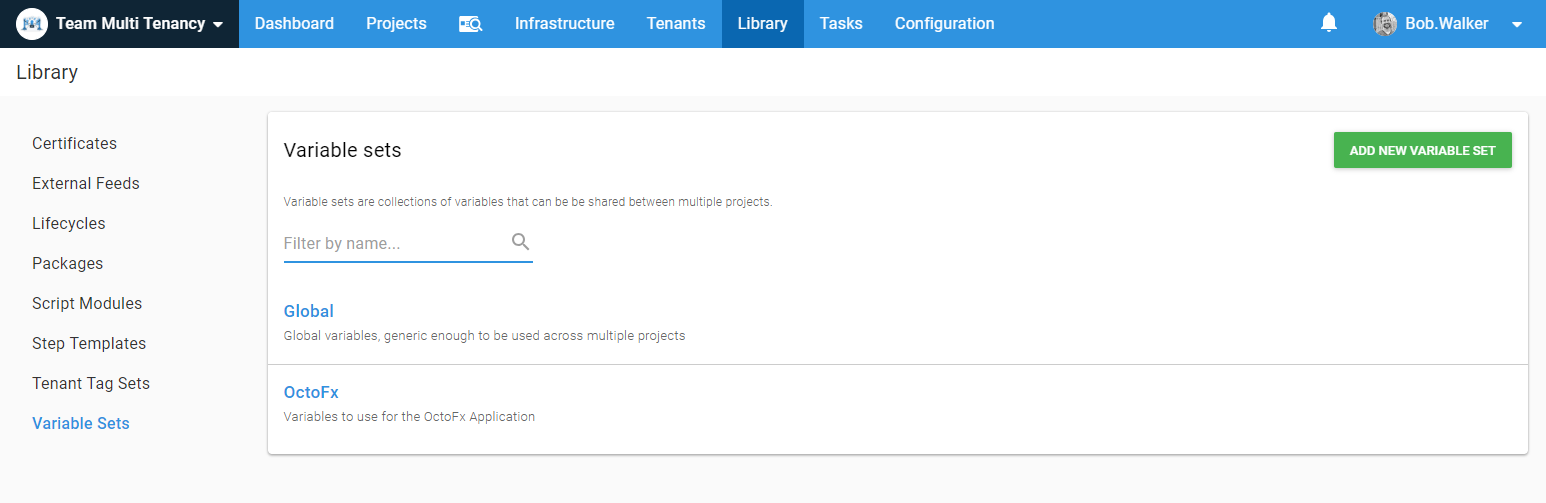 Team Multi Tenancy Dashboard Projects Infrastructure Tenants Library Tasks Configuration Bob.Walker
Library
Certificates
External Feeds
Lifecycles
Packages
Script Modules
Step Templates
Tenant Tag Sets
Variable Sets
Variable sets ADD NEW VARIABLE SET
Variable sets are collections of variables that can be be shared between multiple projects.
Filter by name...
Global
Global variables, generic enough to be used across multiple projects
OctoFx
Variables to use for the OctoFx Application